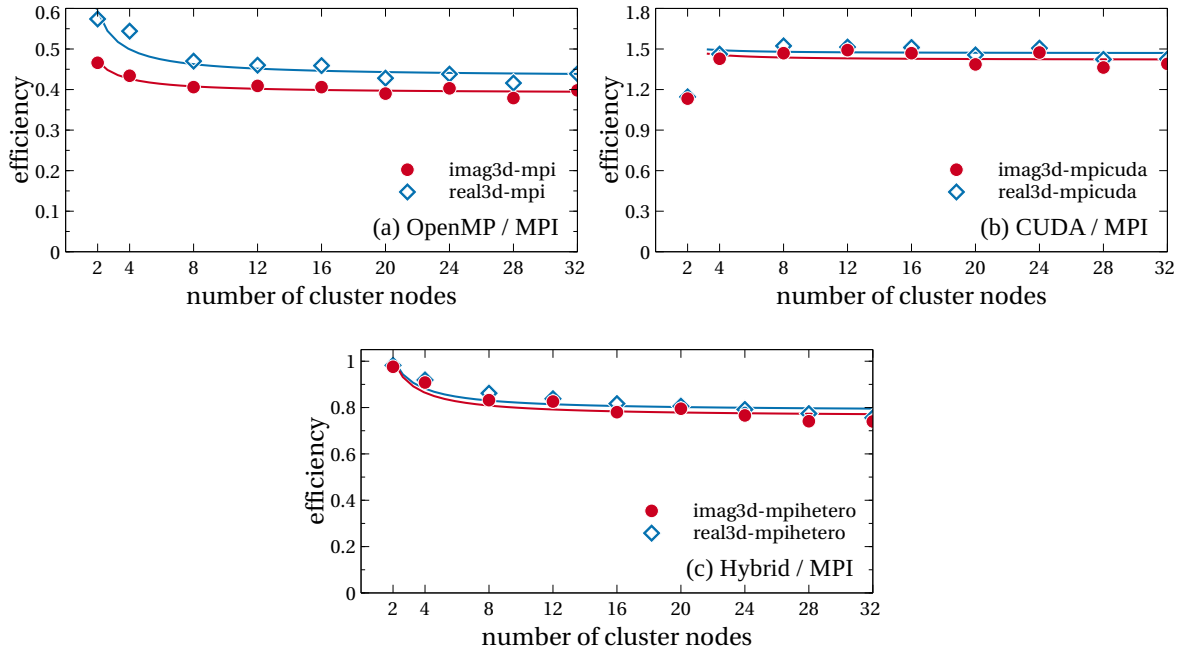 0.6
0.5
0.4
0.3
0.2
0.1
0
efficiency
imag3d-mpi
real3d-mpi
(a) OpenMP / MPI
2 4 8 12 16 20 24 28 32
number of cluster nodes
1.8
1.5
1.2
0.9
0.6
0.3
0
efficiency
imag3d-mpicuda
real3d-mpicuda
(b) CUDA / MPI
2 4 8 12 16 20 24 28 32
number of cluster nodes
1
0.8
0.6
0.4
0.2
0
efficiency
imag3d-mpihetero
real3d-mpihetero
(c) Hybrid / MPI
2 4 8 12 16 20 24 28 32
number of cluster nodes